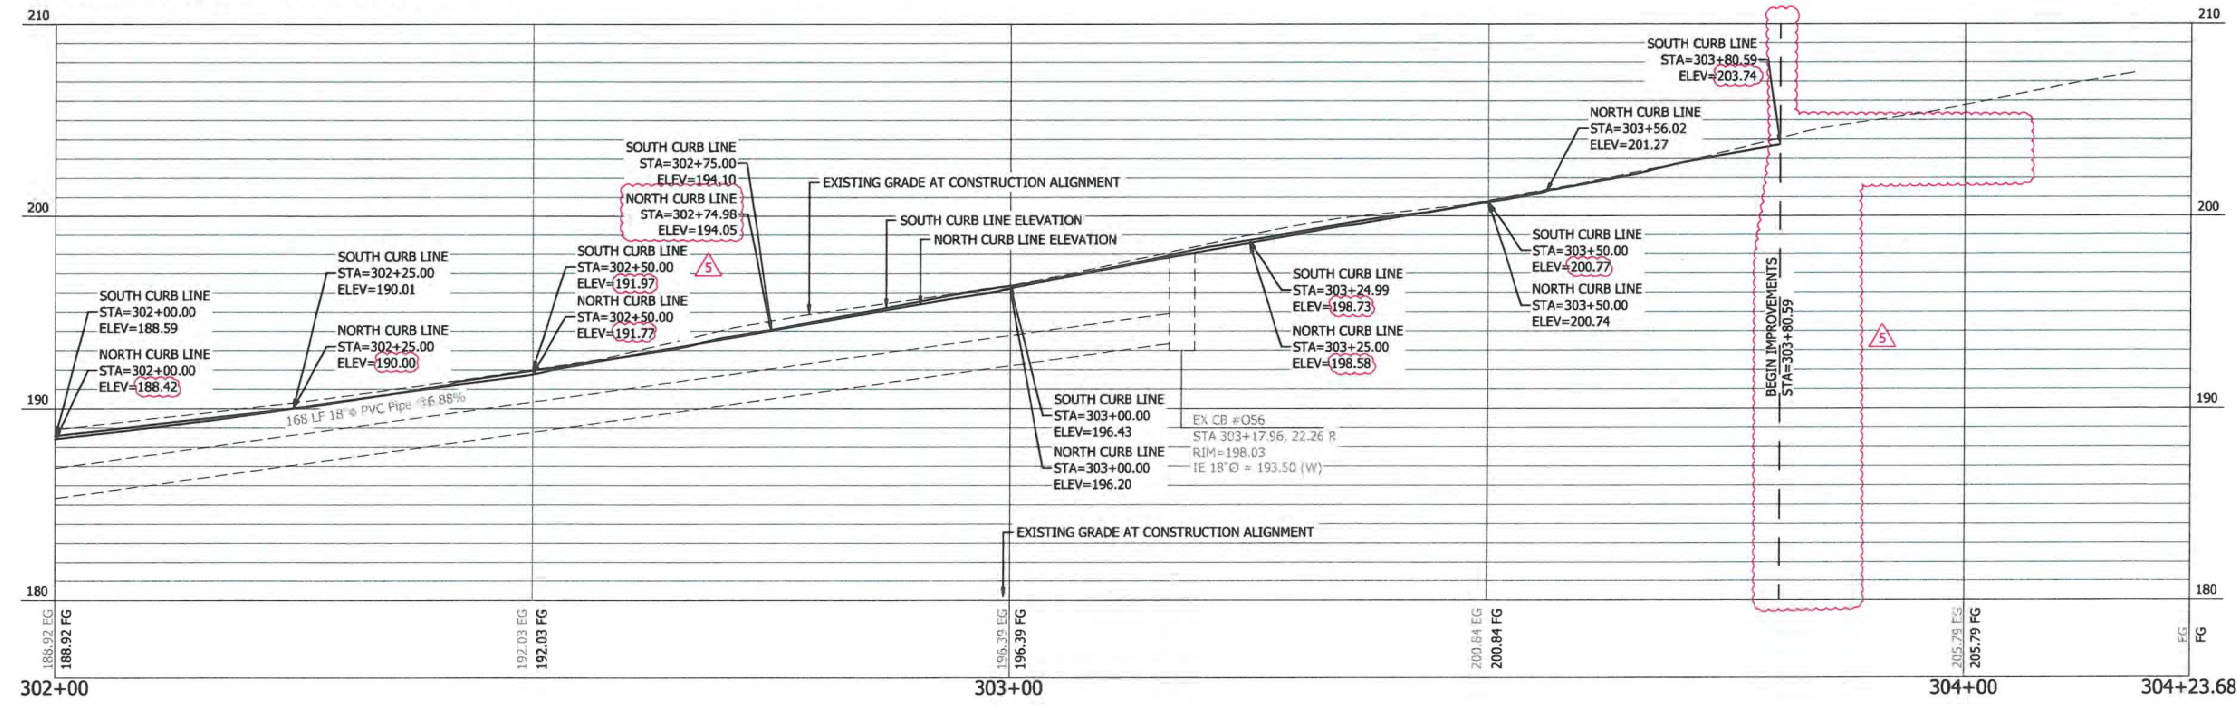 210
210
SOUTH CURB LINE
STA=303+80.59
ELEV=203.74
NORTH CURB LINE
STA=303+56.02
ELEV=201.27
SOUTH CURB LINE
STA=302+75.00
ELEV=194.10
NORTH CURB LINE
STA=302+74.98
ELEV=194.05
EXISTING GRADE AT CONSTRUCTION ALIGNMENT
SOUTH CURB LINE ELEVATION
NORTH CURB LINE ELEVATION
200
200
SOUTH CURB LINE
STA=302+00.00
ELEV=188.59
NORTH CURB LINE
STA=302+00.00
ELEV=188.42
SOUTH CURB LINE
STA=302+25.00
ELEV=190.01
NORTH CURB LINE
STA=302+25.00
ELEV=190.00
SOUTH CURB LINE
STA=302+50.00
ELEV=191.97
NORTH CURB LINE
STA=302+50.00
ELEV=191.77
5
SOUTH CURB LINE
STA=303+24.99
ELEV=198.73
NORTH CURB LINE
STA=303+25.00
ELEV=198.58
SOUTH CURB LINE
STA=303+50.00
ELEV=200.77
NORTH CURB LINE
STA=303+50.00
ELEV=200.74
BEGIN IMPROVEMENTS
STA=303+80.59
5
190
190
168 LF 18"φ PVC Pipe @6.88%
SOUTH CURB LINE
STA=303+00.00
ELEV=196.43
NORTH CURB LINE
STA=303+00.00
ELEV=196.20
EX CB #O56
STA 303+17.96, 22.26 R
RIM=198.03
IE 18"Ø = 193.50 (W)
EXISTING GRADE AT CONSTRUCTION ALIGNMENT
180
180
188.92 EG
188.92 FG
192.03 EG
192.03 FG
196.39 EG
196.39 FG
200.84 EG
200.84 FG
205.79 EG
205.79 FG
EG
FG
302+00
303+00
304+00
304+23.68